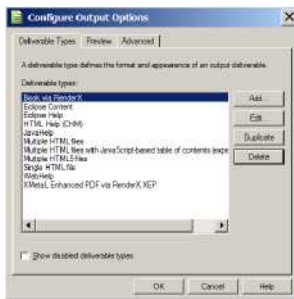 Configure Output Options
Deliverable Types
Preview
Advanced
A deliverable type defines the format and appearance of an output deliverable.
Deliverable types:
Book via RenderX
Eclipse Content
Eclipse Help
HTML Help (CHM)
JavaHelp
Multiple HTML files
Multiple HTML files with JavaScript-based table of contents (expe
Multiple HTML5 files
Single HTML file
WebHelp
XMetaL Enhanced PDF via RenderX XEP
Add...
Edit...
Duplicate
Delete
Show disabled deliverable types
OK
Cancel
Help